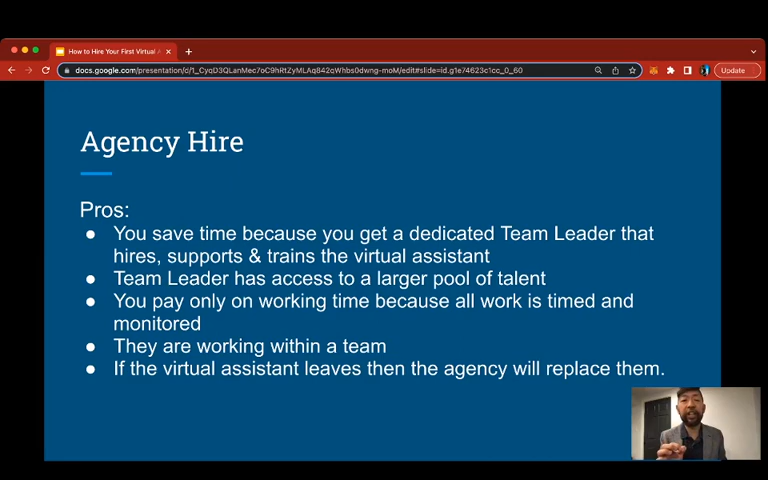 How to Hire Your First Virtual A
docs.google.com/presentation/d/1_CyqD3QLanMec7oC9hRtZyMLAq842qWhbs0dwng-moM/edit#slide=id.g1e74623c1cc_0_60
Update
Agency Hire
Pros:
● You save time because you get a dedicated Team Leader that
hires, supports & trains the virtual assistant
● Team Leader has access to a larger pool of talent
● You pay only on working time because all work is timed and
monitored
● They are working within a team
● If the virtual assistant leaves then the agency will replace them.